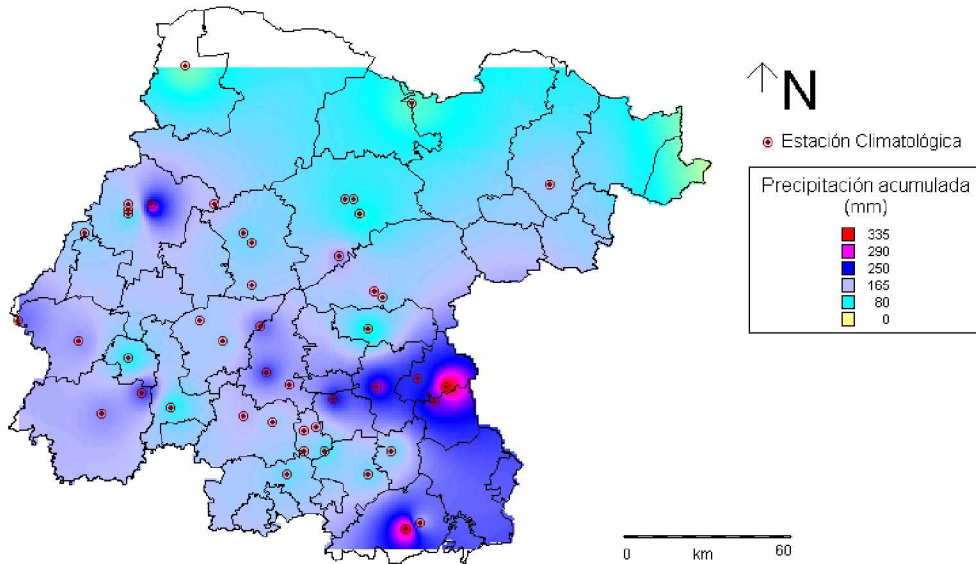 N
Estación Climatológica
Precipitación acumulada
(mm)
335
290
250
165
80
0
0 km 60